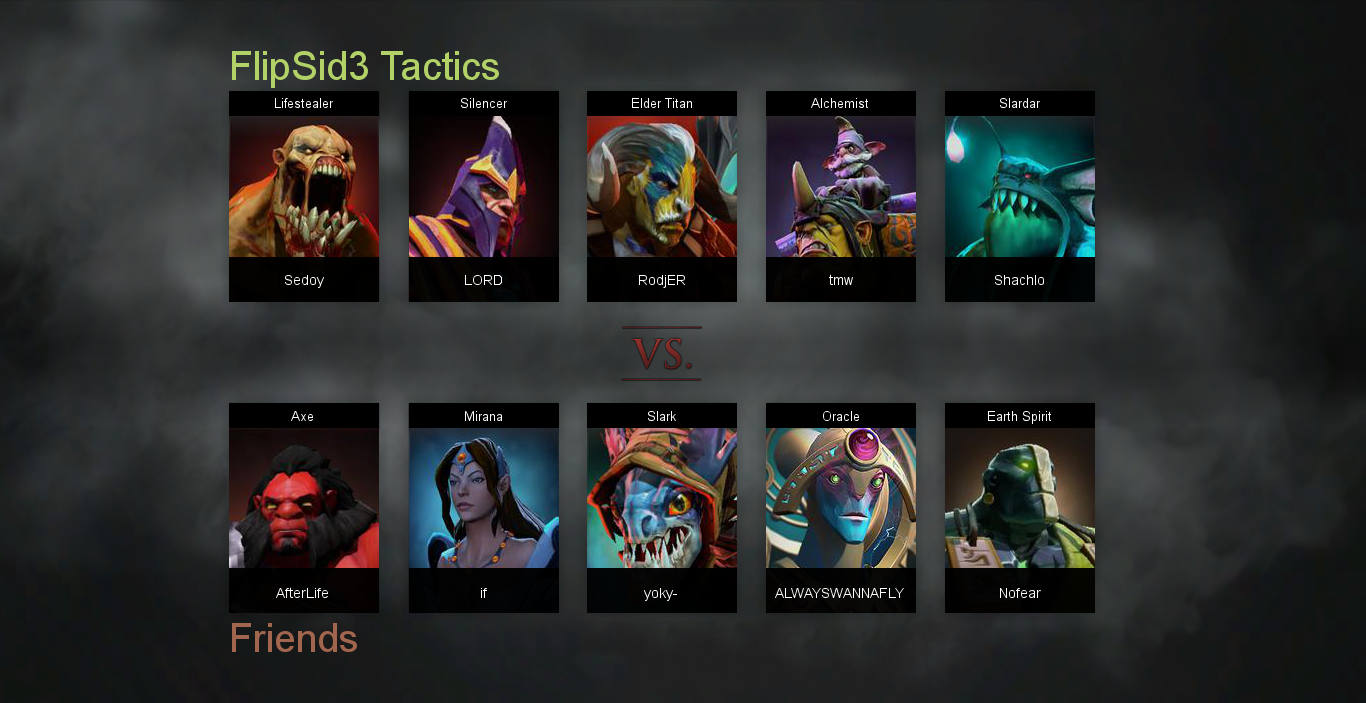 FlipSid3 Tactics
Lifestealer Silencer Elder Titan Alchemist Slardar
Sedoy LORD RodjER tmw Shachlo
VS.
Axe Mirana Slark Oracle Earth Spirit
AfterLife if yoky- ALWAYSWANNAFLY Nofear
Friends